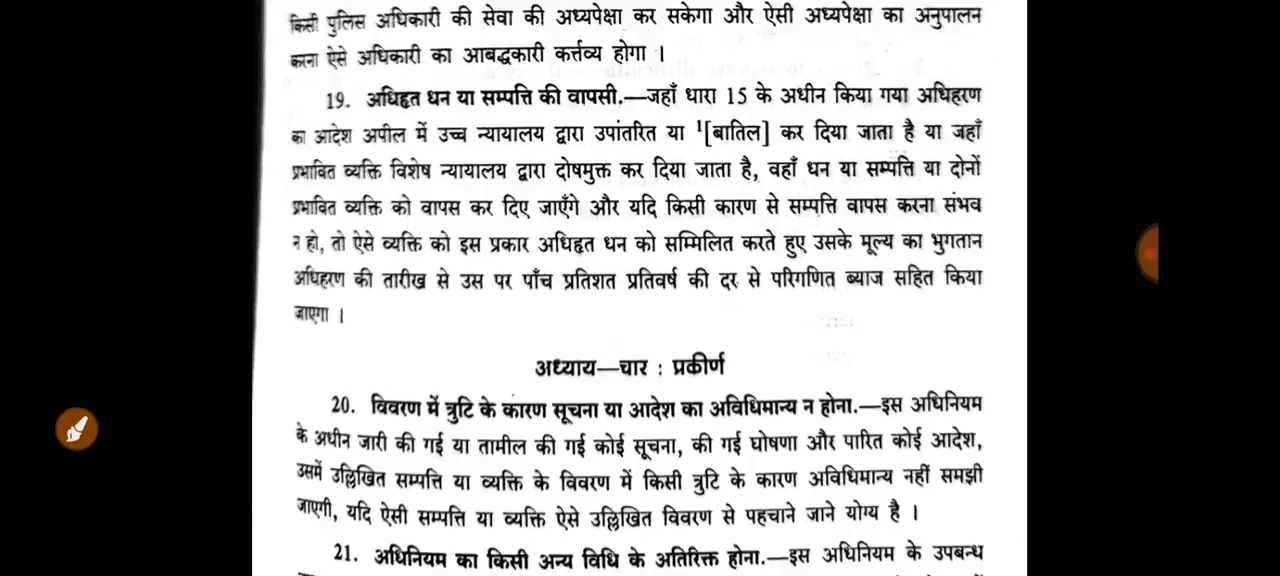 किसी पुलिस अधिकारी की सेवा की अध्यपेक्षा कर सकेगा और ऐसी अध्यपेक्षा का अनुपालन
करना ऐसे अधिकारी का आबद्धकारी कर्त्तव्य होगा ।
19. अधिहृत धन या सम्पत्ति की वापसी.—जहाँ धारा 15 के अधीन किया गया अधिहरण
का आदेश अपील में उच्च न्यायालय द्वारा उपांतरित या ¹[बातिल] कर दिया जाता है या जहाँ
प्रभावित व्यक्ति विशेष न्यायालय द्वारा दोषमुक्त कर दिया जाता है, वहाँ धन या सम्पत्ति या दोनों
प्रभावित व्यक्ति को वापस कर दिए जाएँगे और यदि किसी कारण से सम्पत्ति वापस करना संभव
न हो, तो ऐसे व्यक्ति को इस प्रकार अधिहृत धन को सम्मिलित करते हुए उसके मूल्य का भुगतान
अधिहरण की तारीख से उस पर पाँच प्रतिशत प्रतिवर्ष की दर से परिगणित ब्याज सहित किया
जाएगा ।
अध्याय—चार : प्रकीर्ण
20. विवरण में त्रुटि के कारण सूचना या आदेश का अविधिमान्य न होना.—इस अधिनियम
के अधीन जारी की गई या तामील की गई कोई सूचना, की गई घोषणा और पारित कोई आदेश,
उसमें उल्लिखित सम्पत्ति या व्यक्ति के विवरण में किसी त्रुटि के कारण अविधिमान्य नहीं समझी
जाएगी, यदि ऐसी सम्पत्ति या व्यक्ति ऐसे उल्लिखित विवरण से पहचाने जाने योग्य है ।
21. अधिनियम का किसी अन्य विधि के अतिरिक्त होना.—इस अधिनियम के उपबन्ध